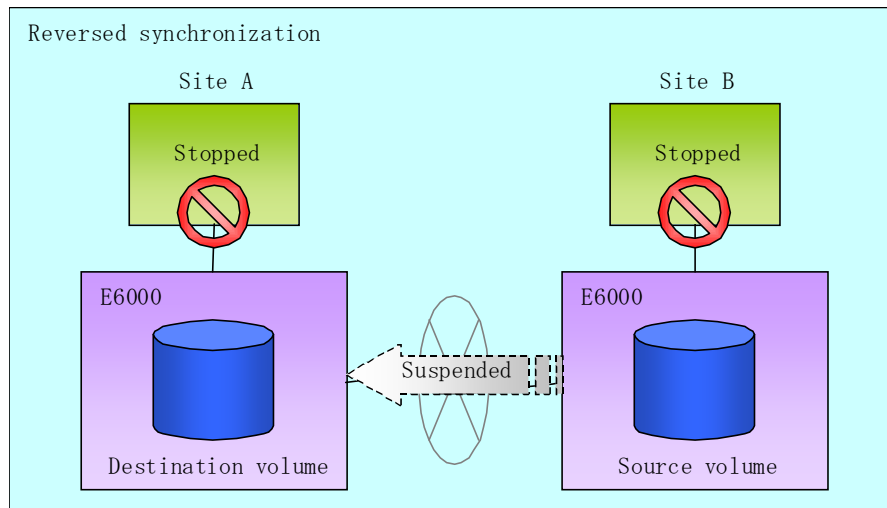 Reversed synchronization
Site A
Site B
Stopped
Stopped
E6000
E6000
Suspended
Destination volume
Source volume